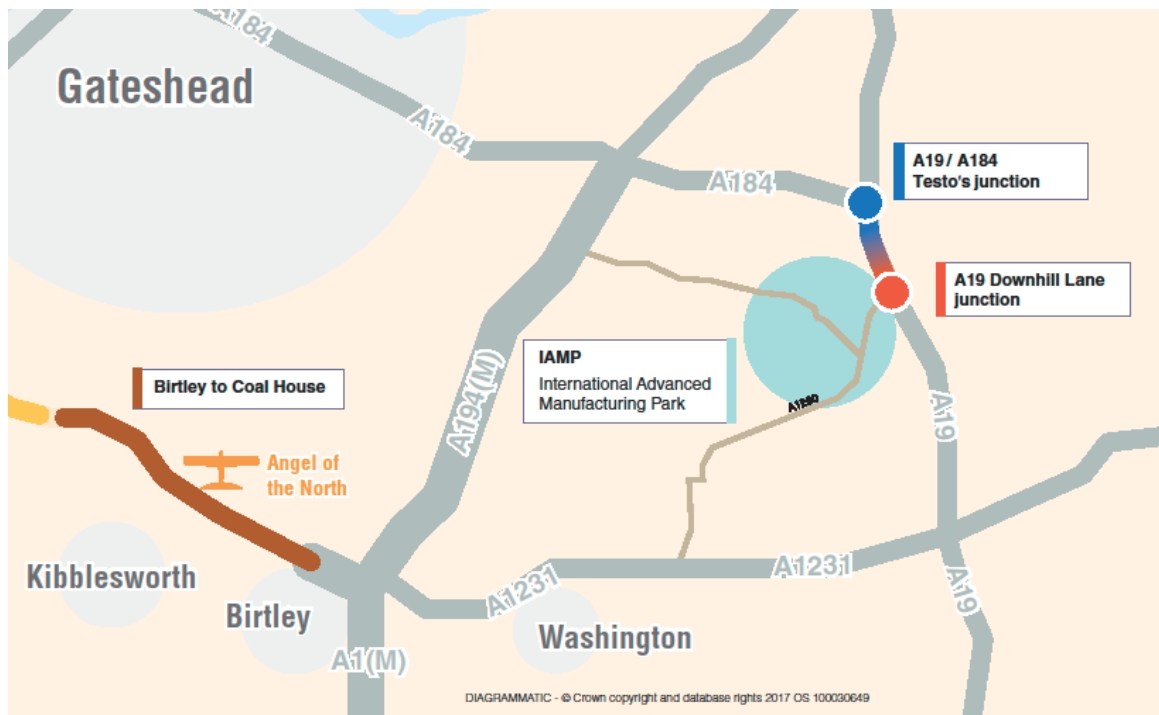 A184
Gateshead
A184
A184
A19 / A184
Testo's junction
A19 Downhill Lane
junction
IAMP
International Advanced
Manufacturing Park
Birtley to Coal House
A194(M)
A1290
A19
Angel of
the North
Kibblesworth
Birtley
A1231
A1231
A19
Washington
A1(M)
DIAGRAMMATIC - © Crown copyright and database rights 2017 OS 100030649